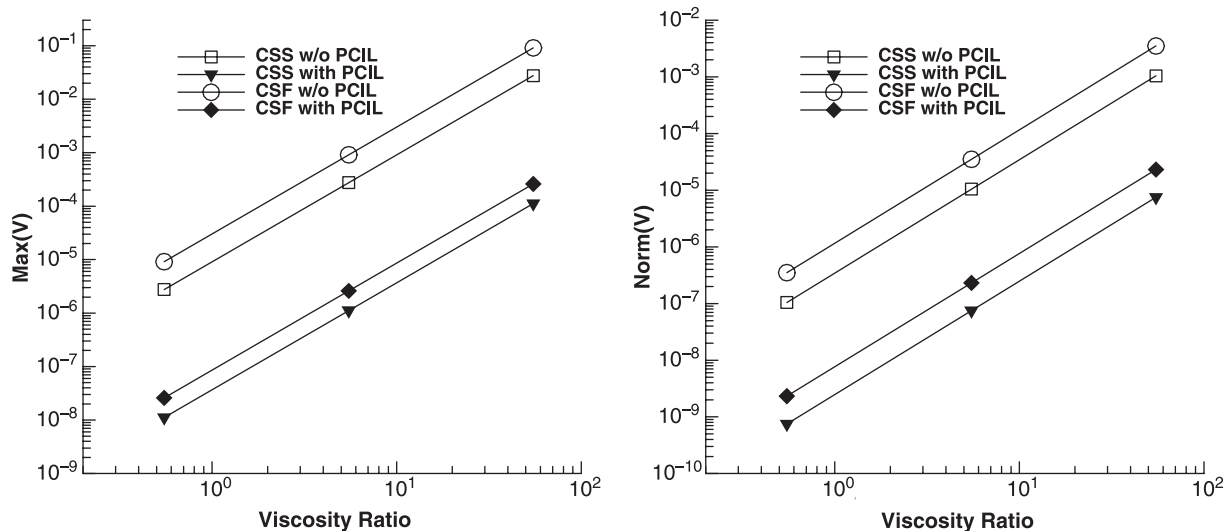 10⁻¹
10⁻²
10⁻³
10⁻⁴
10⁻⁵
10⁻⁶
10⁻⁷
10⁻⁸
10⁻⁹
Max(V)
CSS w/o PCIL
CSS with PCIL
CSF w/o PCIL
CSF with PCIL
10⁰ 10¹ 10²
Viscosity Ratio
10⁻²
10⁻³
10⁻⁴
10⁻⁵
10⁻⁶
10⁻⁷
10⁻⁸
10⁻⁹
10⁻¹⁰
Norm(V)
CSS w/o PCIL
CSS with PCIL
CSF w/o PCIL
CSF with PCIL
10⁰ 10¹ 10²
Viscosity Ratio